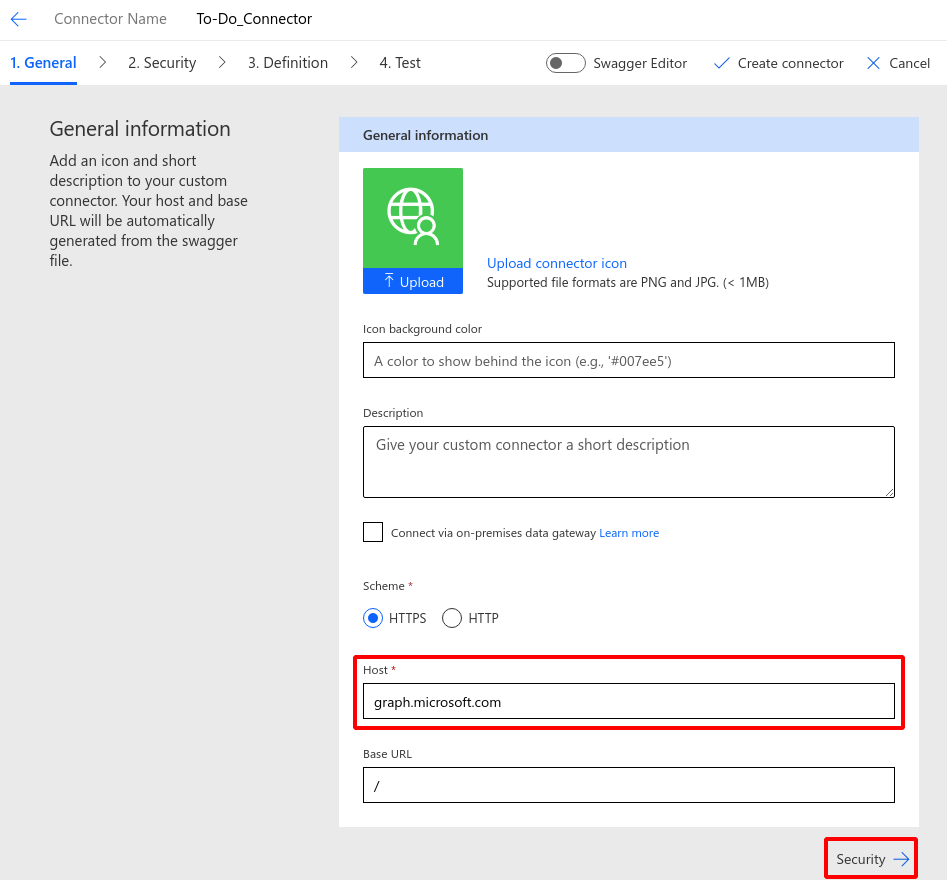 Connector Name To-Do_Connector
1. General 2. Security 3. Definition 4. Test Swagger Editor Create connector Cancel
General information
Add an icon and short
description to your custom
connector. Your host and base
URL will be automatically
generated from the swagger
file.
General information
Upload
Upload connector icon
Supported file formats are PNG and JPG. (< 1MB)
Icon background color
A color to show behind the icon (e.g., '#007ee5')
Description
Give your custom connector a short description
Connect via on-premises data gateway Learn more
Scheme *
HTTPS HTTP
Host *
graph.microsoft.com
Base URL
/
Security